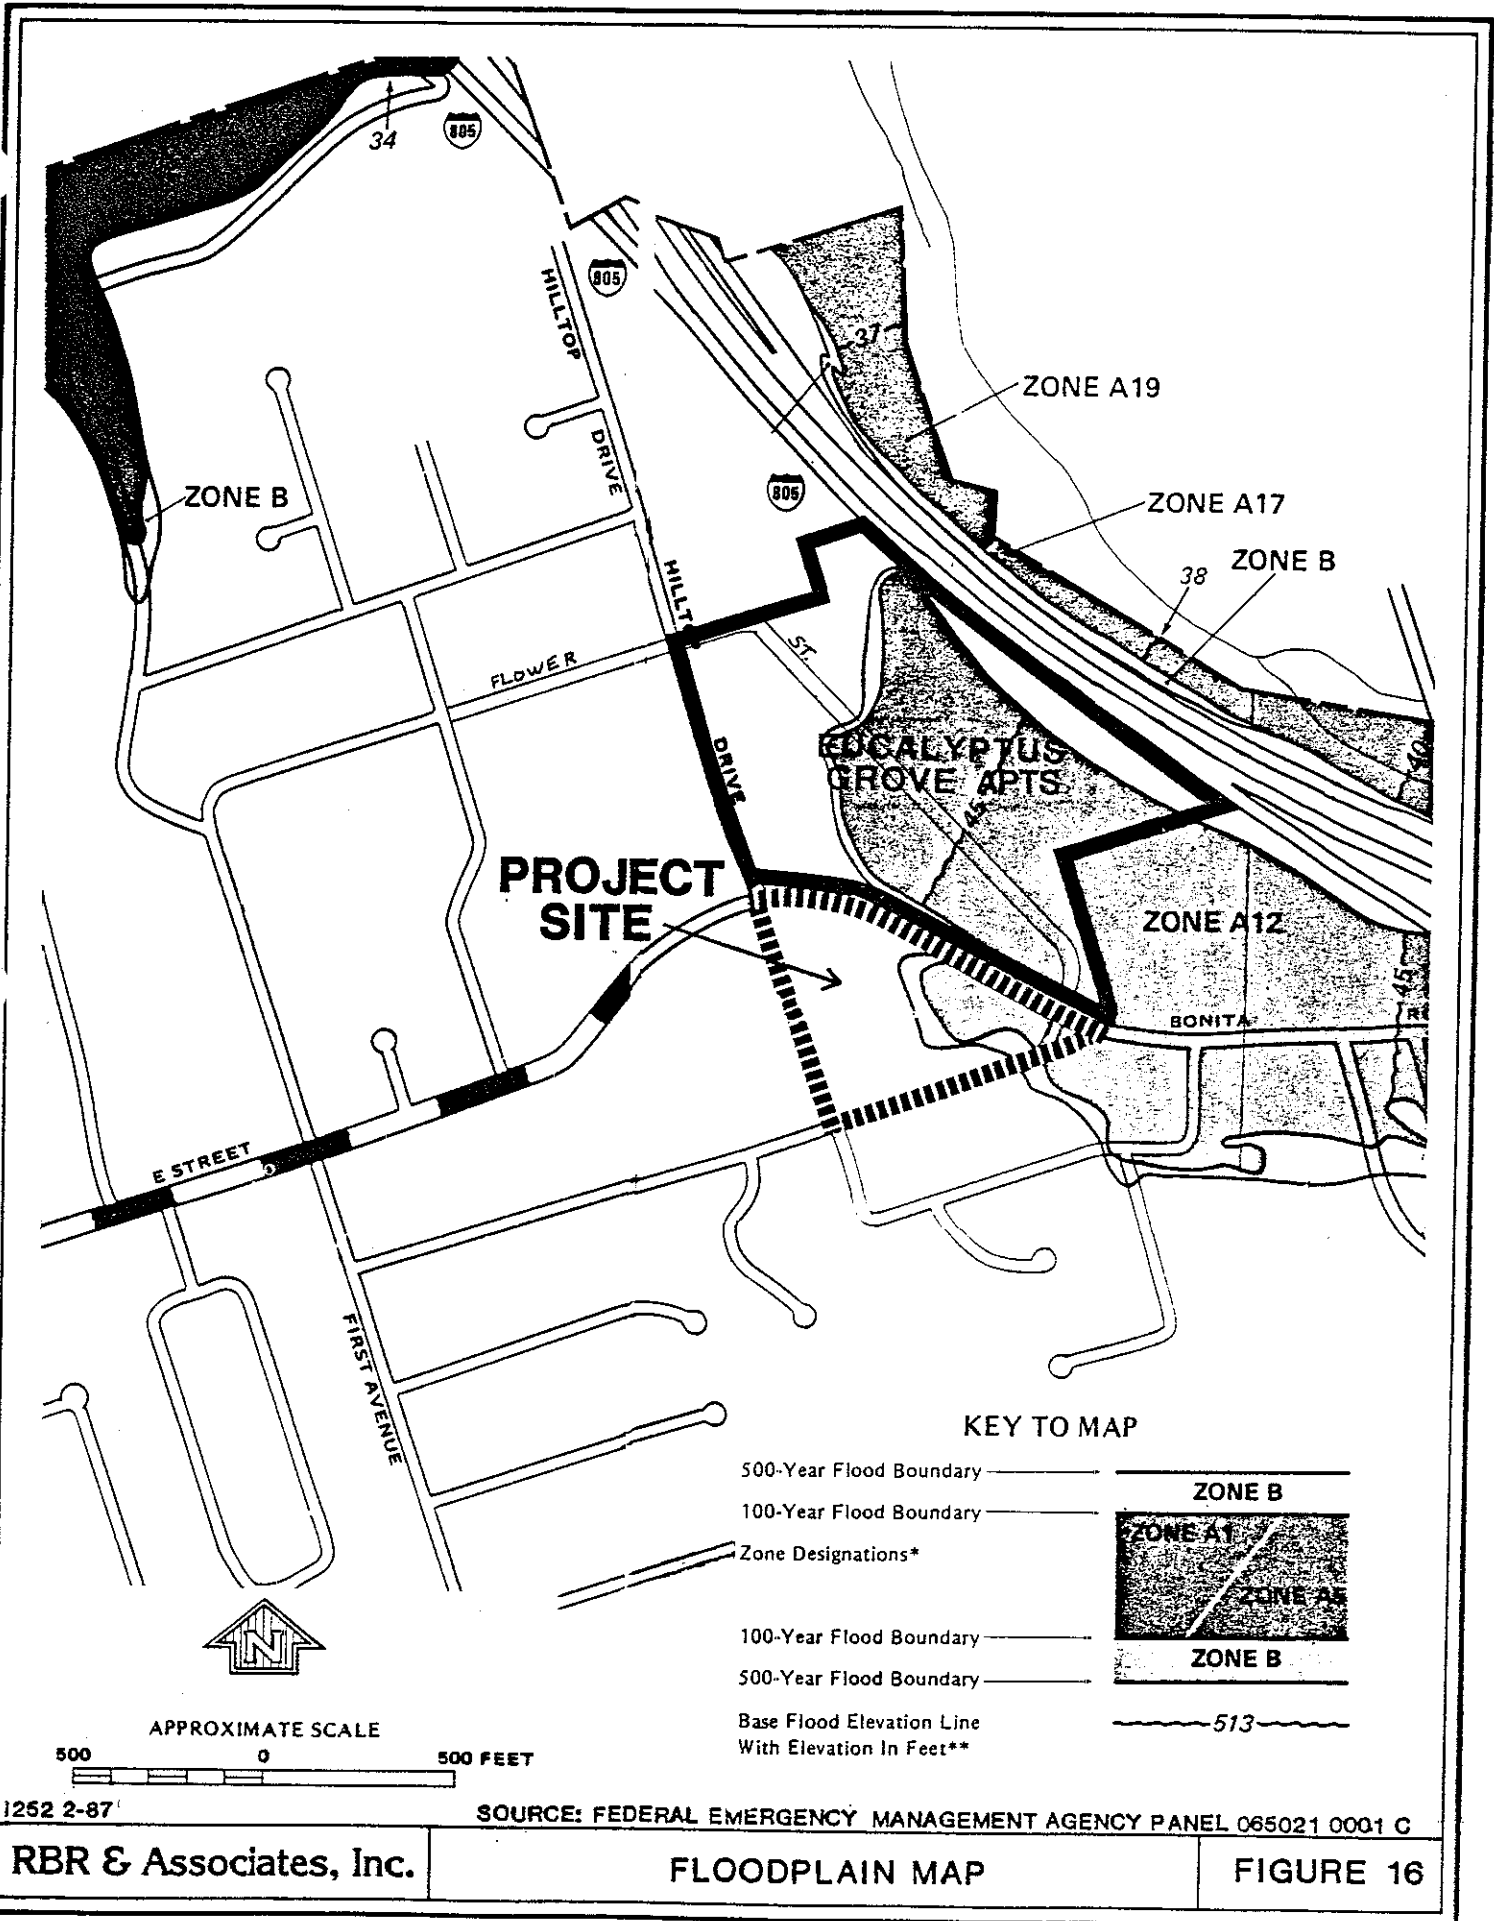 34
805
805
HILLTOP
DRIVE
37
ZONE A19
805
ZONE B
ZONE A17
ZONE B
38
HILLT
FLOWER
ST.
DRIVE
EUCALYPTUS
GROVE APTS.
45
40
PROJECT
SITE
ZONE A12
45
BONITA
E STREET
FIRST AVENUE
KEY TO MAP
500-Year Flood Boundary
ZONE B
100-Year Flood Boundary
ZONE A1
Zone Designations*
ZONE A5
100-Year Flood Boundary
ZONE B
500-Year Flood Boundary
Base Flood Elevation Line
With Elevation In Feet**
513
N
APPROXIMATE SCALE
500 0 500 FEET
1252 2-87
SOURCE: FEDERAL EMERGENCY MANAGEMENT AGENCY PANEL 065021 0001 C
RBR & Associates, Inc.
FLOODPLAIN MAP
FIGURE 16